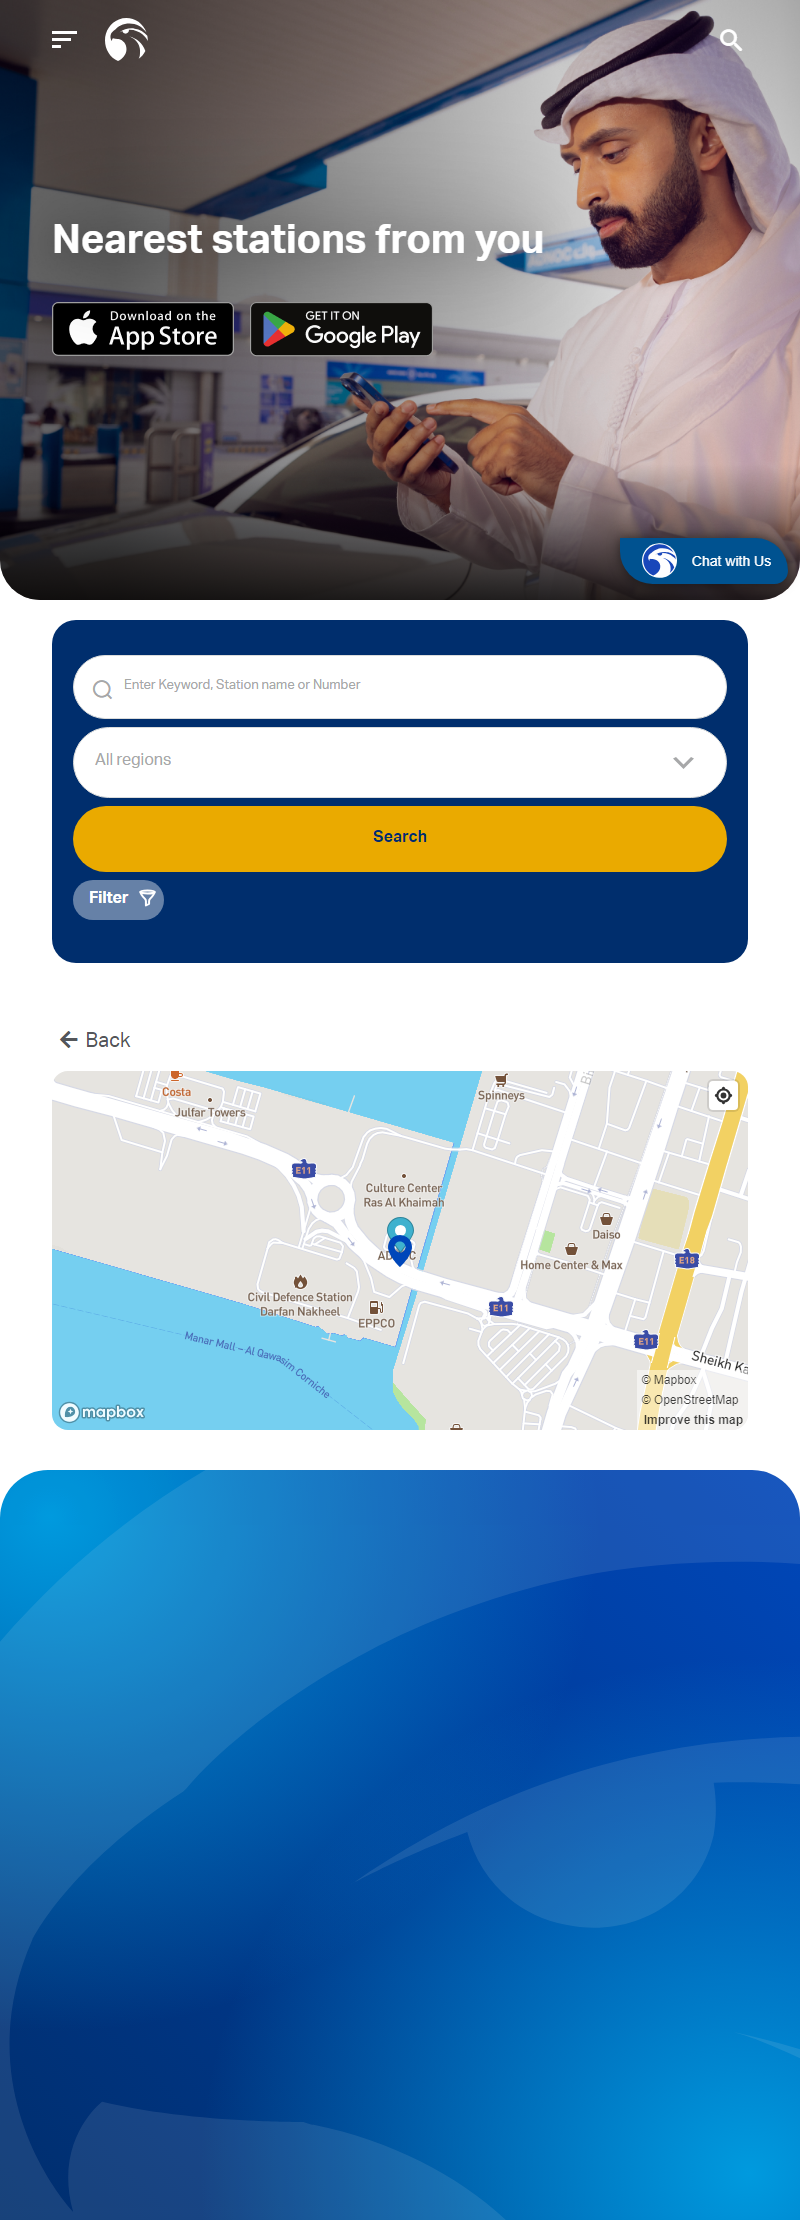 Nearest stations from you
Download on the
App Store
GET IT ON
Google Play
Chat with Us
Enter Keyword, Station name or Number
All regions
Search
Filter
Back
Costa
Julfar Towers
Spinneys
E11
Culture Center
Ras Al Khaimah
Daiso
Home Center & Max
E18
Civil Defence Station
Darfan Nakheel
EPPCO
E11
E11
Manar Mall – Al Qawasim Corniche
Sheikh Ka
© Mapbox
© OpenStreetMap
Improve this map
mapbox